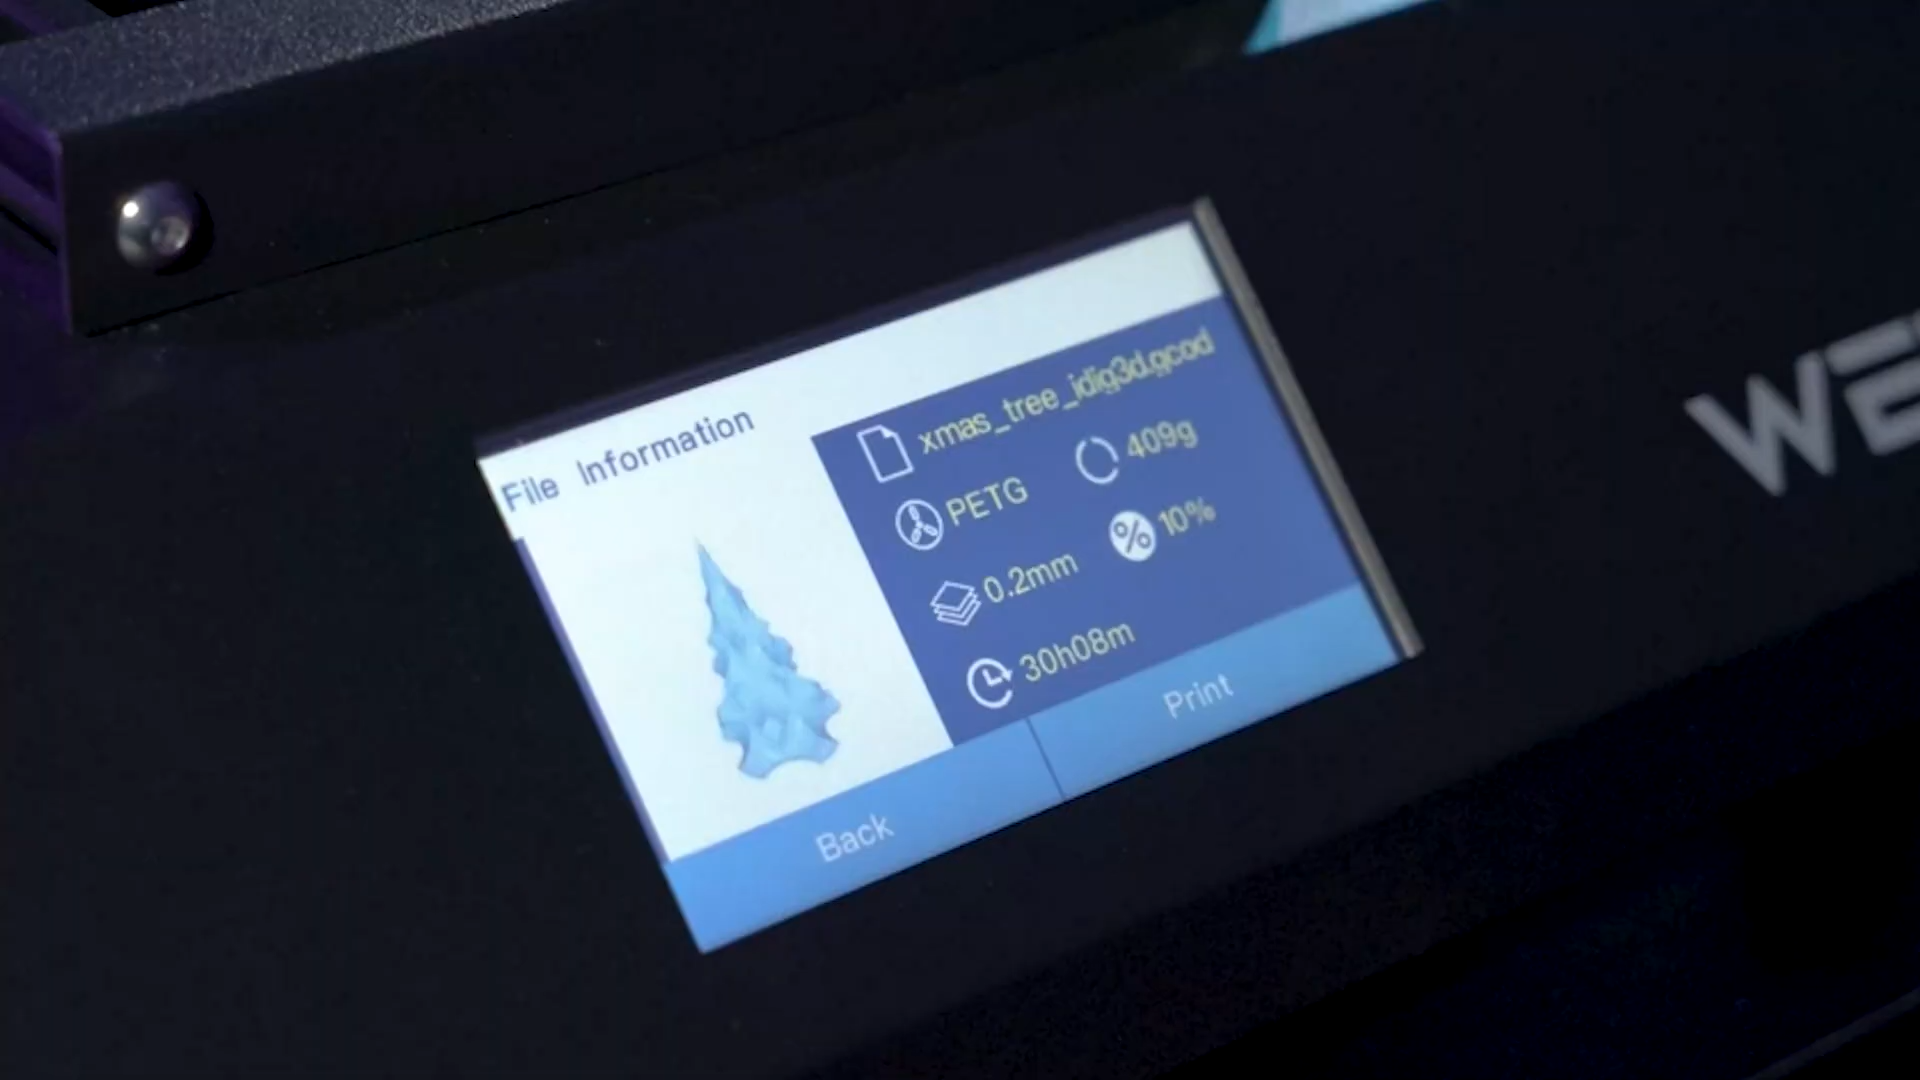 File Information
xmas_tree_idig3d.gcod
PETG 409g
0.2mm 10%
30h08m
Back Print